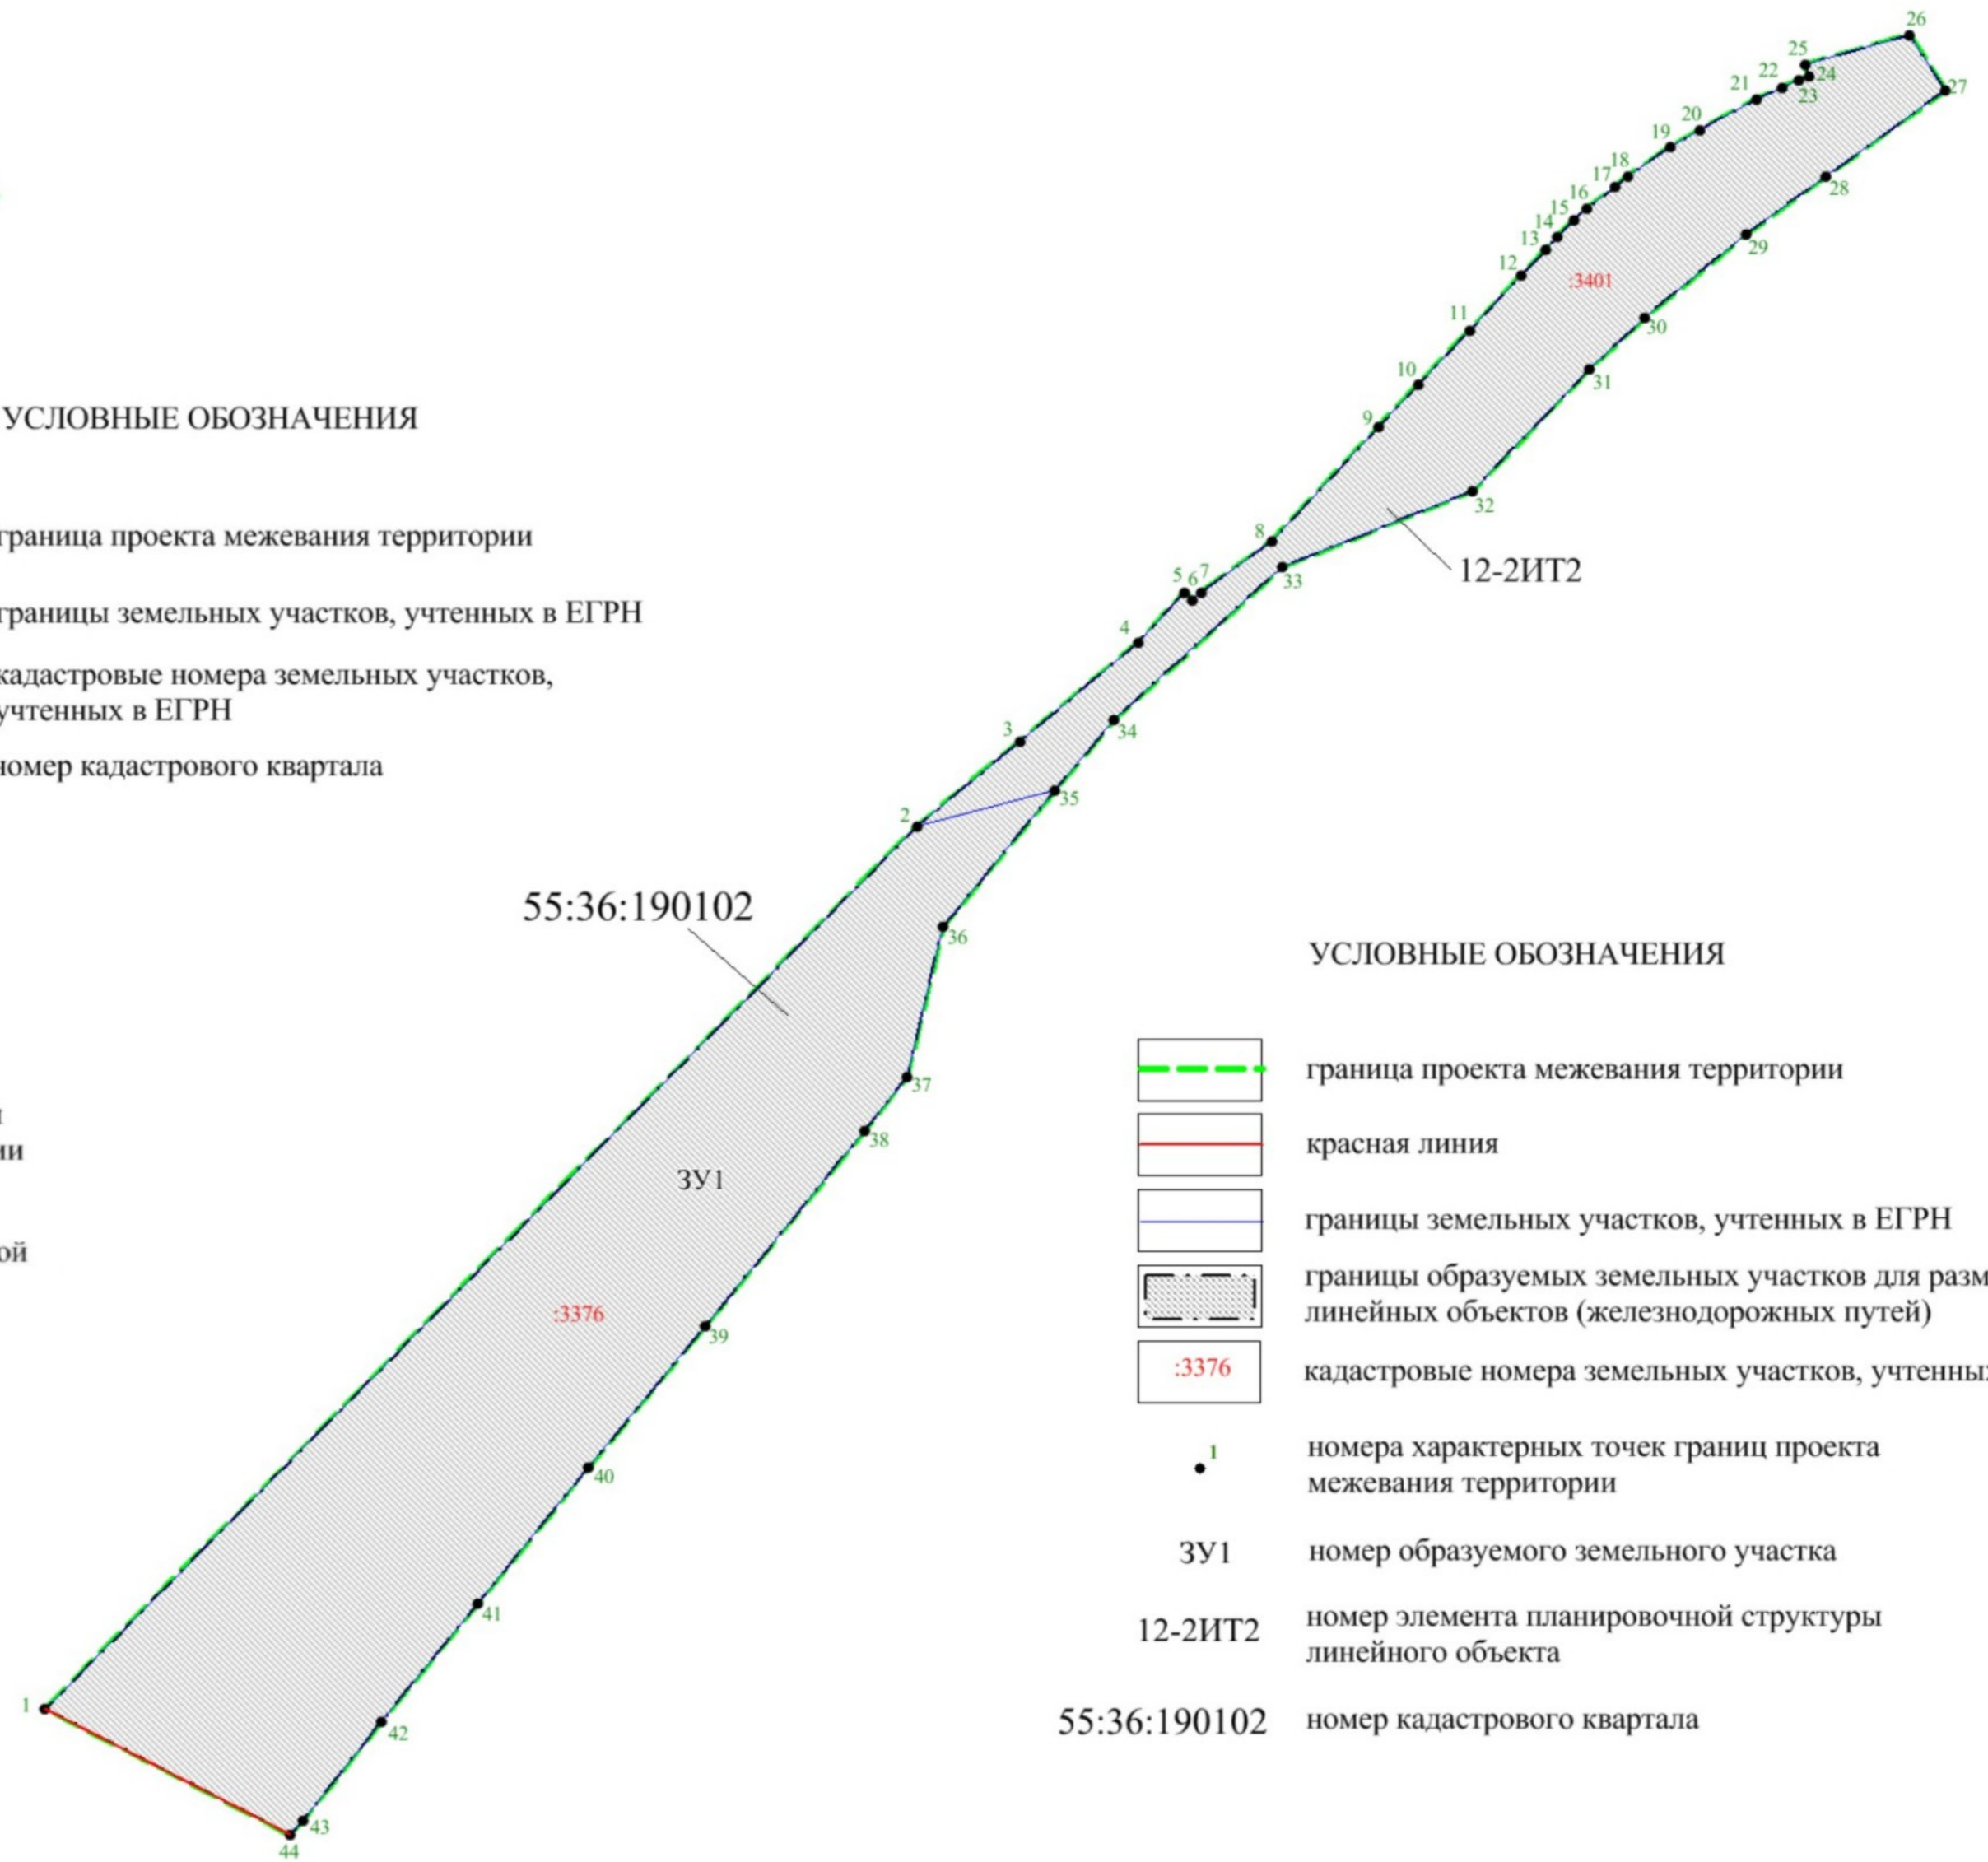 26
25
24
22
23
21
27
20
19
18
17
16
28
15
14
13
29
12
:3401
11
30
10
31
9
УСЛОВНЫЕ ОБОЗНАЧЕНИЯ
32
8
граница проекта межевания территории
12-2ИТ2
5
6
7
33
границы земельных участков, учтенных в ЕГРН
4
кадастровые номера земельных участков,
учтенных в ЕГРН
3
34
номер кадастрового квартала
35
2
55:36:190102
36
37
38
ЗУ1
ой
:3376
39
40
41
1
42
43
44
УСЛОВНЫЕ ОБОЗНАЧЕНИЯ
граница проекта межевания территории
красная линия
границы земельных участков, учтенных в ЕГРН
границы образуемых земельных участков для разм
линейных объектов (железнодорожных путей)
:3376
кадастровые номера земельных участков,
1
номера характерных точек границ проекта
межевания территории
ЗУ1
номер образуемого земельного участка
12-2ИТ2
номер элемента планировочной структуры
линейного объекта
55:36:190102
номер кадастрового квартала